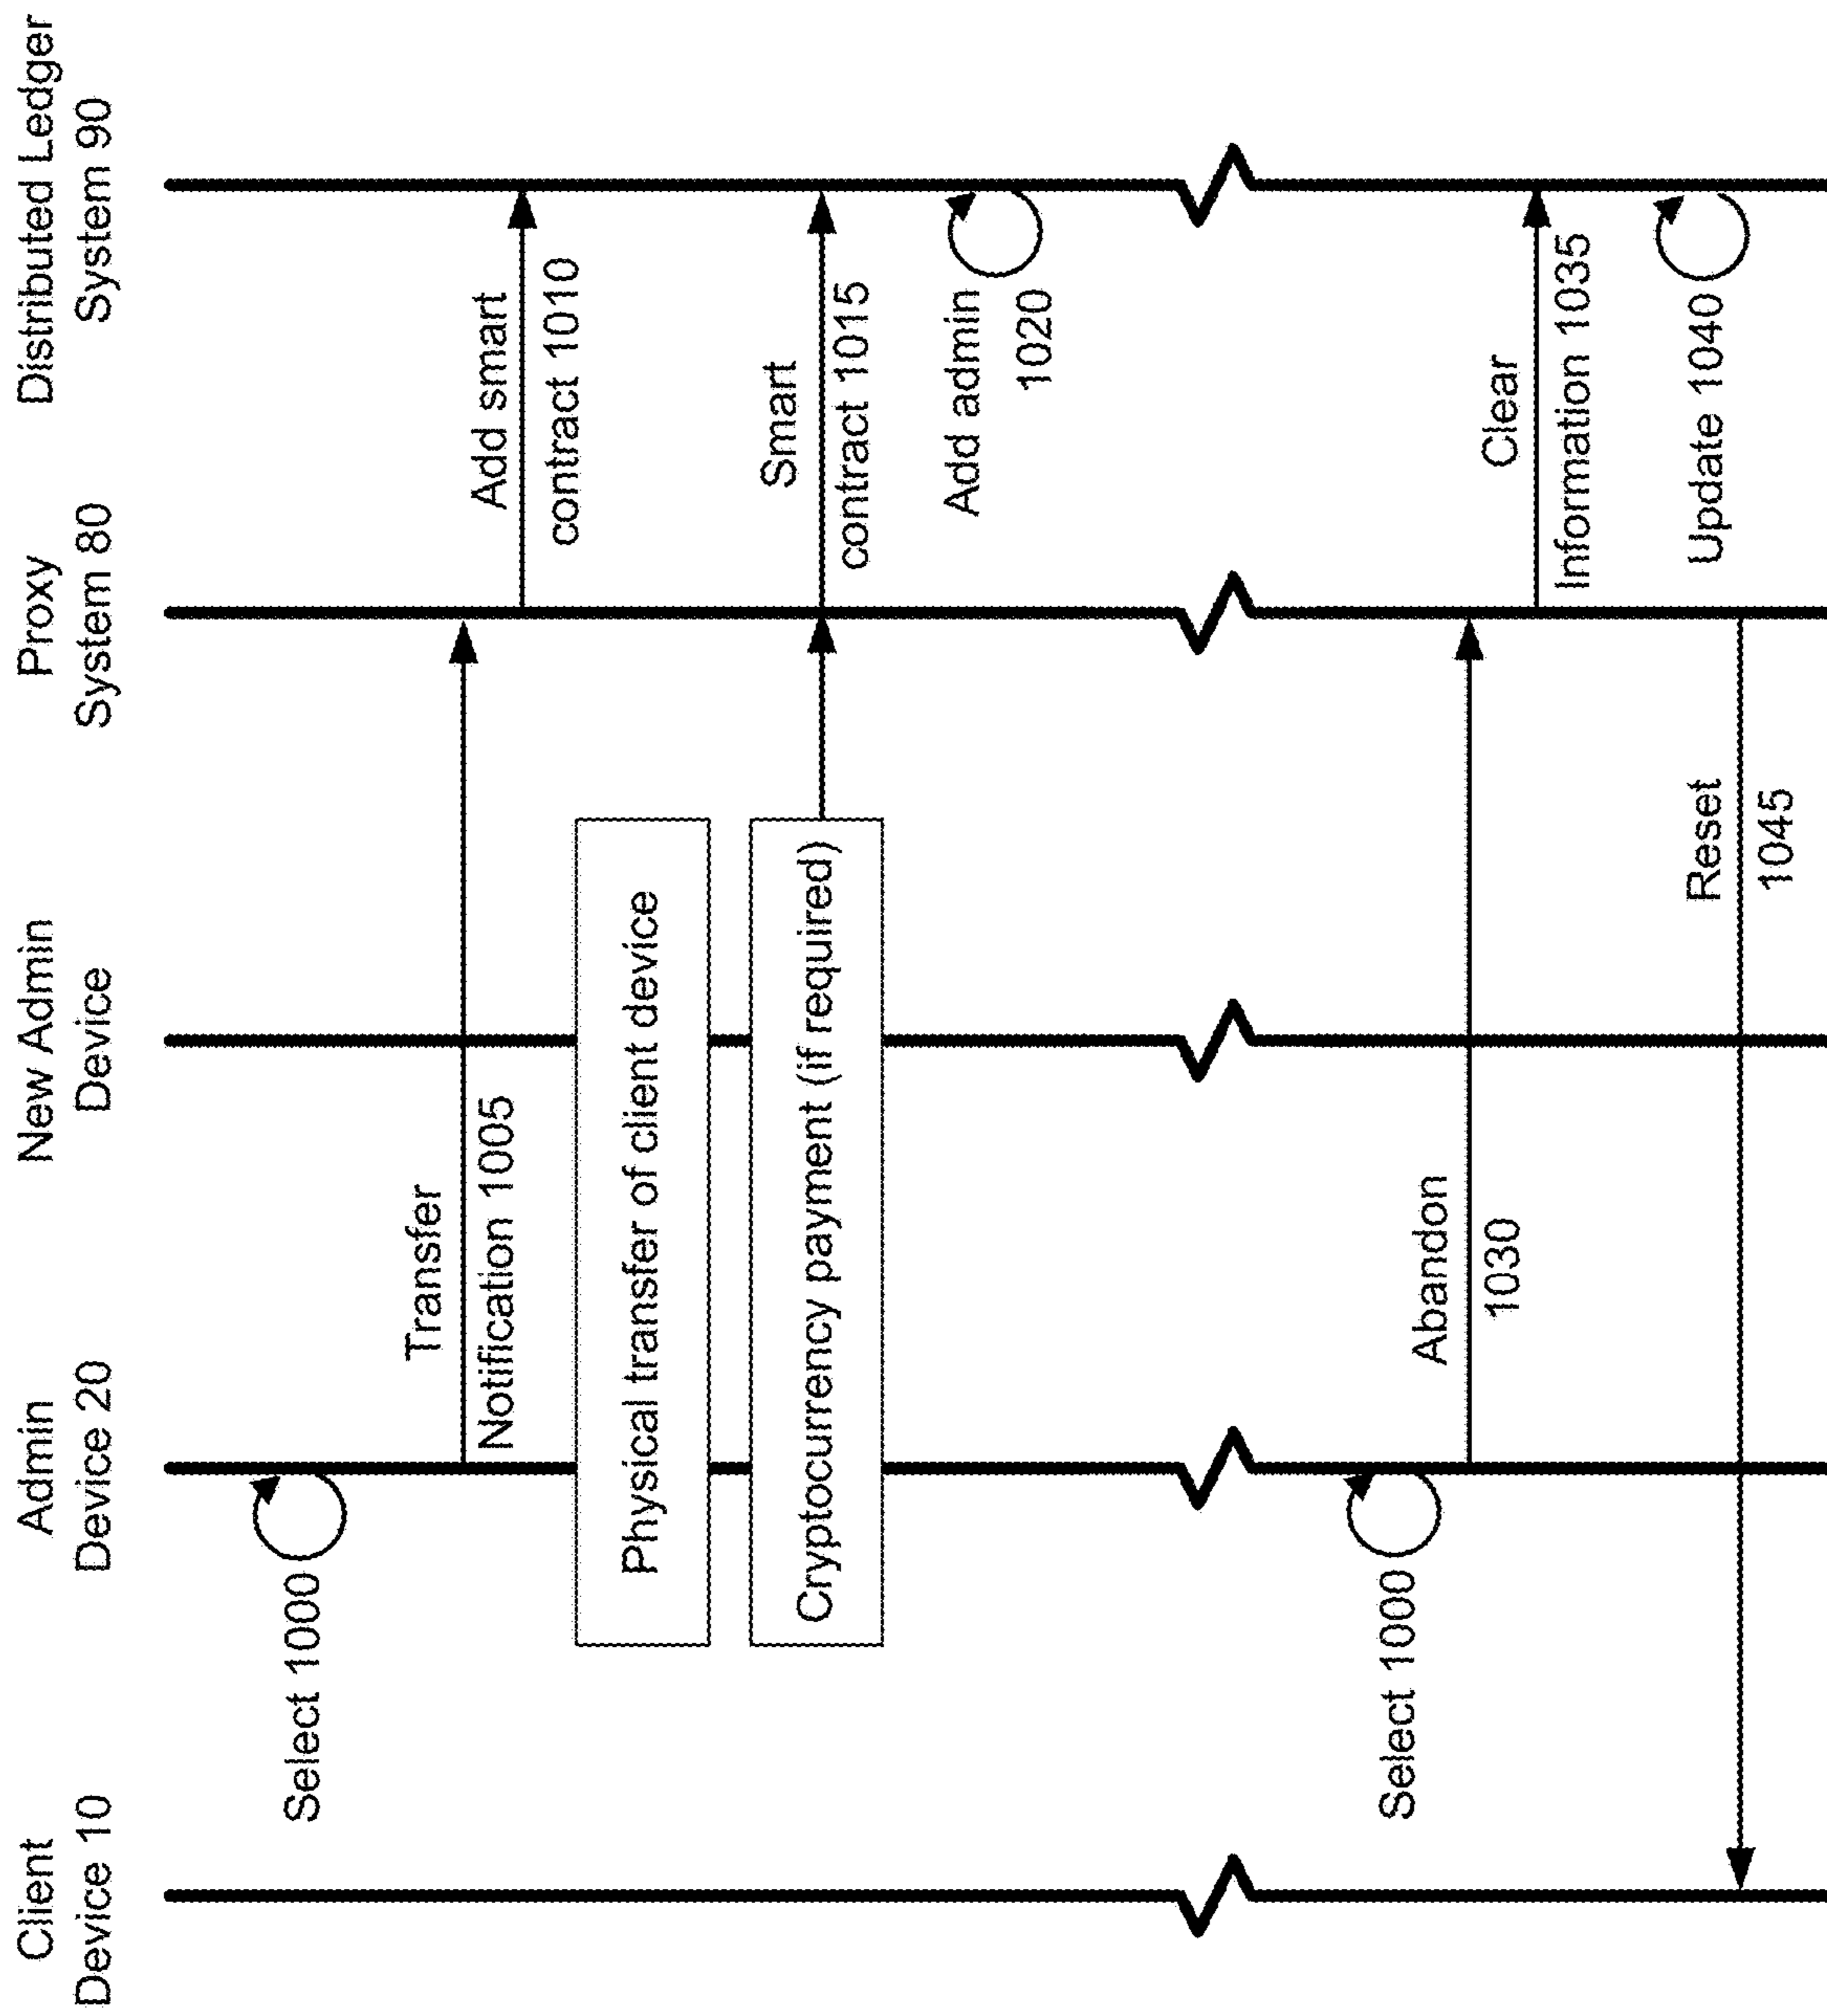 Client
Device 10
Admin
Device 20
New Admin
Device
Proxy
System 80
Distributed Ledger
System 90
Select 1000
Transfer
Notification 1005
Add smart
contract 1010
Physical transfer of client device
Cryptocurrency payment (if required)
Smart
contract 1015
Add admin
1020
Select 1000
Abandon
1030
Clear
Information 1035
Update 1040
Reset
1045